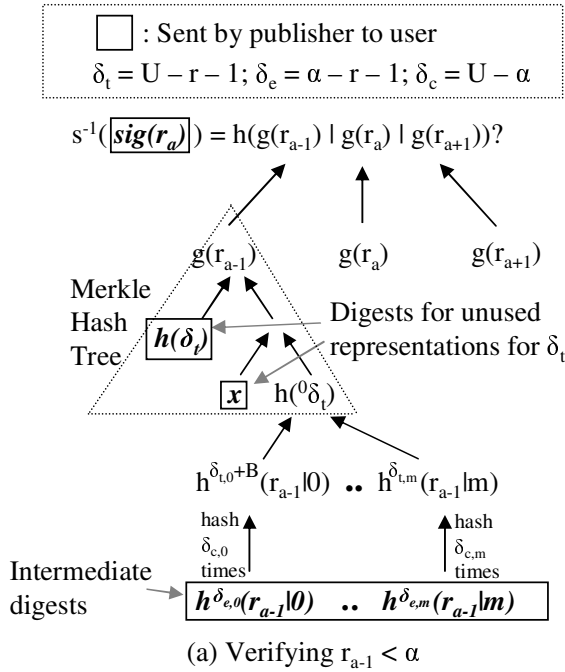 : Sent by publisher to user
δt = U – r – 1; δe = α – r – 1; δc = U – α
s-1(sig(ra)) = h(g(ra-1) | g(ra) | g(ra+1))?
g(ra-1) g(ra) g(ra+1)
Merkle
Hash
Tree
h(δt)
Digests for unused
representations for δt
x h(0δt)
hδt,0+B(ra-1|0) .. hδt,m(ra-1|m)
hash
δc,0
times
hash
δc,m
times
Intermediate
digests
hδe,0(ra-1|0) .. hδe,m(ra-1|m)
(a) Verifying ra-1 < α